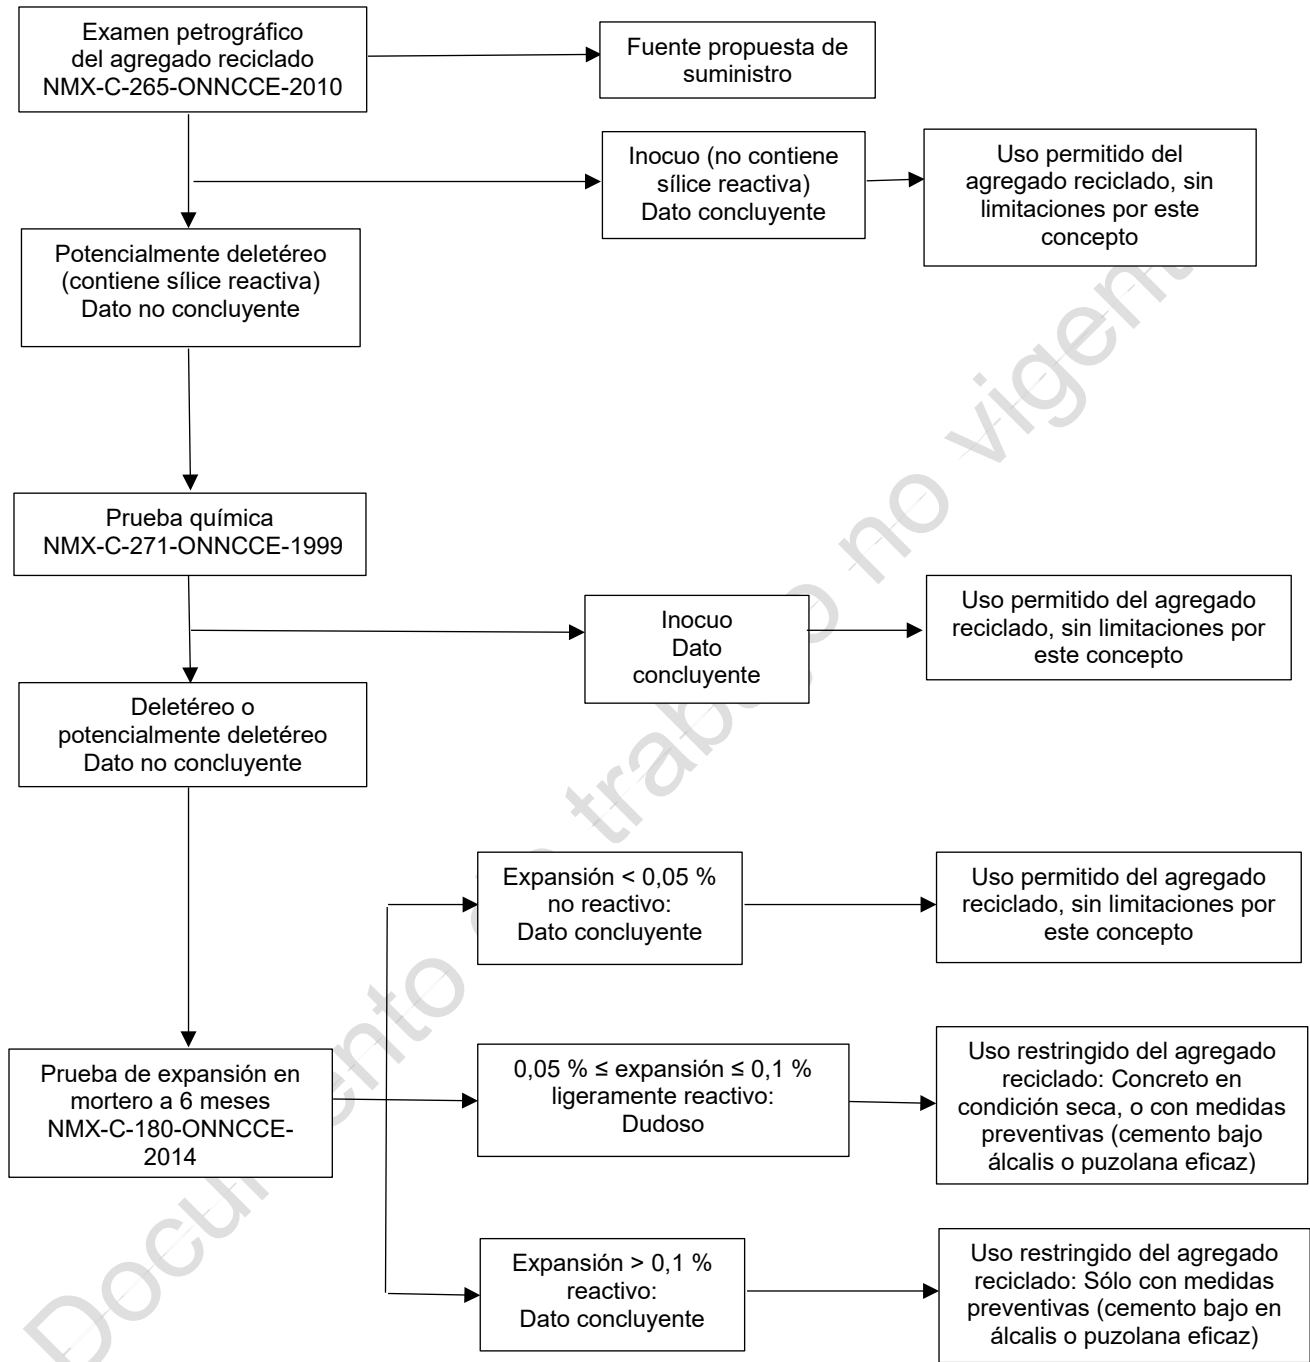 Examen petrográfico
del agregado reciclado
NMX-C-265-ONNCCE-2010
Fuente propuesta de
suministro
Inocuo (no contiene
sílice reactiva)
Dato concluyente
Uso permitido del
agregado reciclado, sin
limitaciones por este
concepto
Potencialmente deletéreo
(contiene sílice reactiva)
Dato no concluyente
Prueba química
NMX-C-271-ONNCCE-1999
Inocuo
Dato
concluyente
Uso permitido del agregado
reciclado, sin limitaciones por
este concepto
Deletéreo o
potencialmente deletéreo
Dato no concluyente
Expansión < 0,05 %
no reactivo:
Dato concluyente
Uso permitido del agregado
reciclado, sin limitaciones por
este concepto
Prueba de expansión en
mortero a 6 meses
NMX-C-180-ONNCCE-
2014
0,05 % ≤ expansión ≤ 0,1 %
ligeramente reactivo:
Dudoso
Uso restringido del agregado
reciclado: Concreto en
condición seca, o con medidas
preventivas (cemento bajo
álcalis o puzolana eficaz)
Expansión > 0,1 %
reactivo:
Dato concluyente
Uso restringido del agregado
reciclado: Sólo con medidas
preventivas (cemento bajo en
álcalis o puzolana eficaz)
Documento de trabajo no vigent